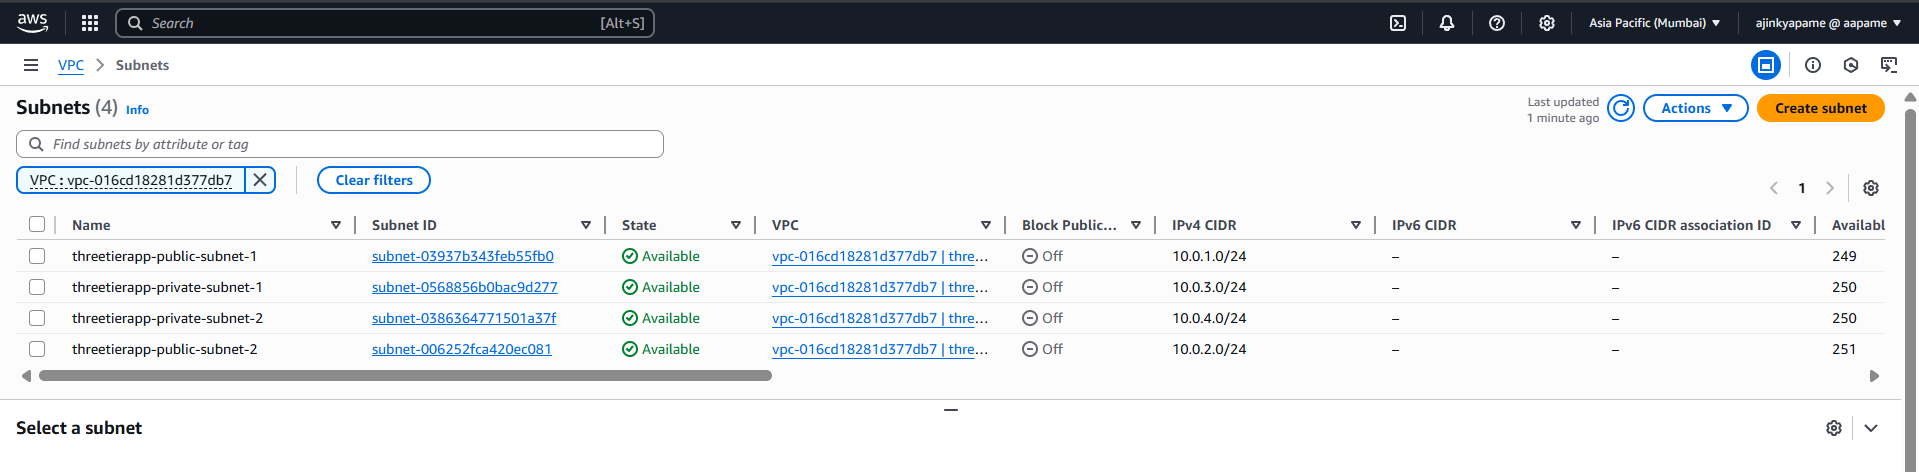 aws Search [Alt+S] Asia Pacific (Mumbai) ajinkyapame @ aapame
VPC Subnets
Subnets (4) Info Last updated 1 minute ago Actions Create subnet
Find subnets by attribute or tag
VPC : vpc-016cd18281d377db7 Clear filters
1
Name Subnet ID State VPC Block Public... IPv4 CIDR IPv6 CIDR IPv6 CIDR association ID Availabl
threetierapp-public-subnet-1 subnet-03937b343feb55fb0 Available vpc-016cd18281d377db7 | thre... Off 10.0.1.0/24 – – 249
threetierapp-private-subnet-1 subnet-0568856b0bac9d277 Available vpc-016cd18281d377db7 | thre... Off 10.0.3.0/24 – – 250
threetierapp-private-subnet-2 subnet-0386364771501a37f Available vpc-016cd18281d377db7 | thre... Off 10.0.4.0/24 – – 250
threetierapp-public-subnet-2 subnet-006252fca420ec081 Available vpc-016cd18281d377db7 | thre... Off 10.0.2.0/24 – – 251
Select a subnet